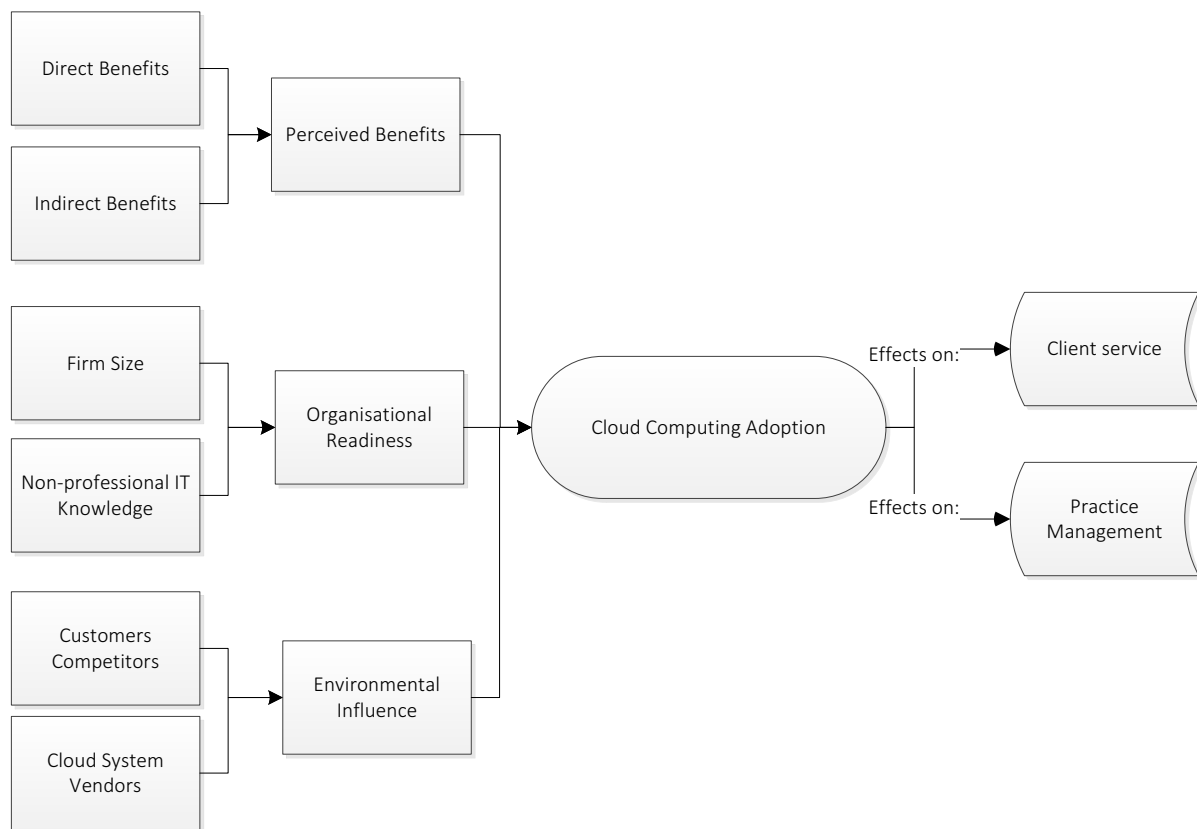 Direct Benefits
Indirect Benefits
Perceived Benefits
Firm Size
Non-professional IT
Knowledge
Organisational
Readiness
Customers
Competitors
Cloud System
Vendors
Environmental
Influence
Cloud Computing Adoption
Effects on:
Client service
Effects on:
Practice
Management